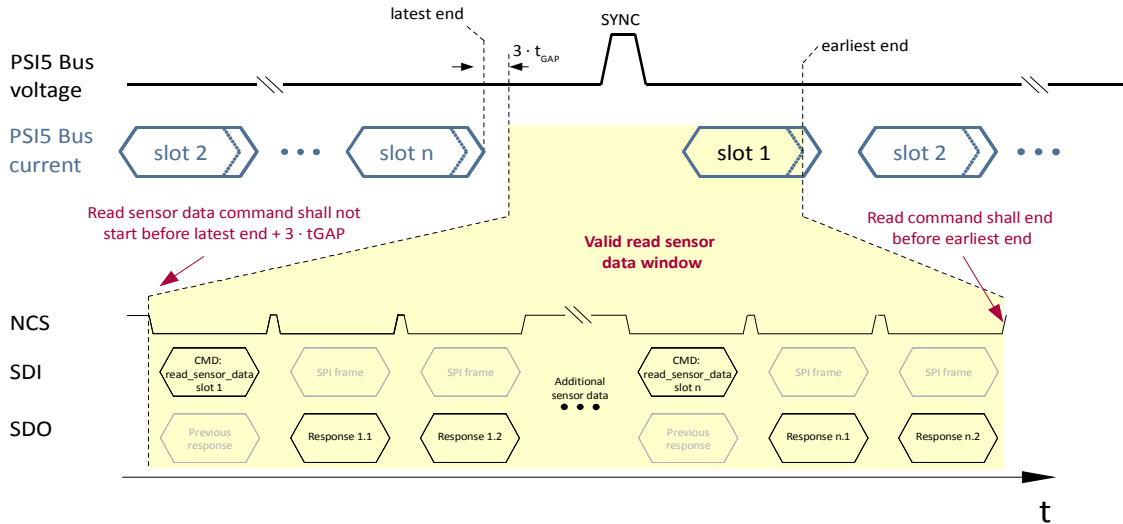 latest end
SYNC
3 · tGAP
earliest end
PSI5 Bus
voltage
PSI5 Bus
current
slot 2
slot n
slot 1
slot 2
Read sensor data command shall not
start before latest end + 3 · tGAP
Valid read sensor
data window
Read command shall end
before earliest end
NCS
SDI
CMD:
read_sensor_data
slot 1
SPI frame
SPI frame
Additional
sensor data
CMD:
read_sensor_data
slot n
SPI frame
SPI frame
SDO
Previous
response
Response 1.1
Response 1.2
Previous
response
Response n.1
Response n.2
t